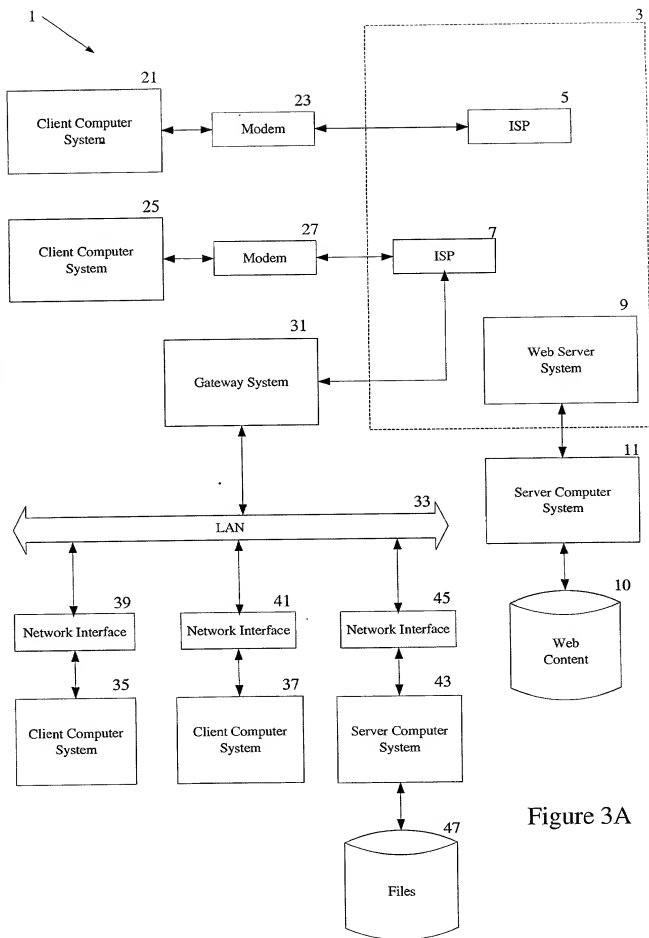 1
3
21
Client Computer
System
23
Modem
5
ISP
25
Client Computer
System
27
Modem
7
ISP
31
Gateway System
9
Web Server
System
11
Server Computer
System
33
LAN
10
Web
Content
39
Network Interface
41
Network Interface
45
Network Interface
35
Client Computer
System
37
Client Computer
System
43
Server Computer
System
47
Files
Figure 3A